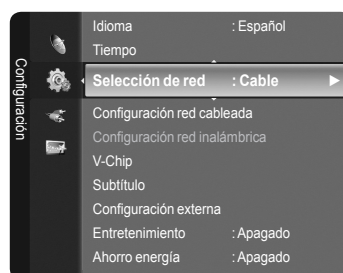 Configuración
Idioma : Español
Tiempo
Selección de red : Cable
Configuración red cableada
Configuración red inalámbrica
V-Chip
Subtítulo
Configuración externa
Entretenimiento : Apagado
Ahorro energía : Apagado